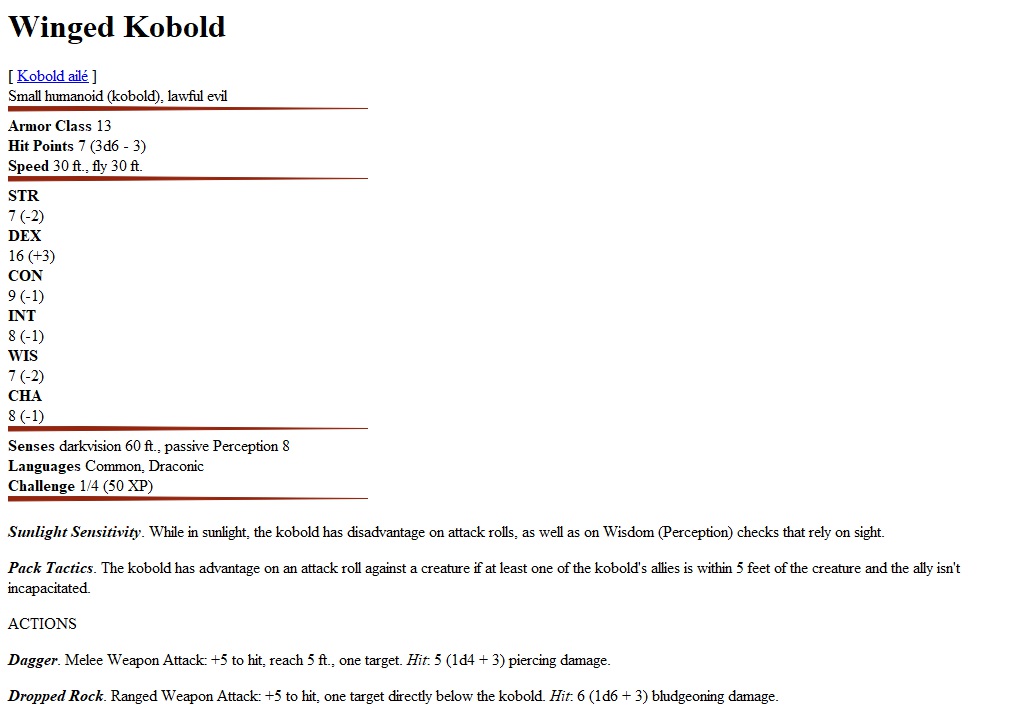 Winged Kobold
[ Kobold ailé ]
Small humanoid (kobold), lawful evil
Armor Class 13
Hit Points 7 (3d6 - 3)
Speed 30 ft., fly 30 ft.
STR
7 (-2)
DEX
16 (+3)
CON
9 (-1)
INT
8 (-1)
WIS
7 (-2)
CHA
8 (-1)
Senses darkvision 60 ft., passive Perception 8
Languages Common, Draconic
Challenge 1/4 (50 XP)
Sunlight Sensitivity. While in sunlight, the kobold has disadvantage on attack rolls, as well as on Wisdom (Perception) checks that rely on sight.
Pack Tactics. The kobold has advantage on an attack roll against a creature if at least one of the kobold's allies is within 5 feet of the creature and the ally isn't
incapacitated.
ACTIONS
Dagger. Melee Weapon Attack: +5 to hit, reach 5 ft., one target. Hit: 5 (1d4 + 3) piercing damage.
Dropped Rock. Ranged Weapon Attack: +5 to hit, one target directly below the kobold. Hit: 6 (1d6 + 3) bludgeoning damage.